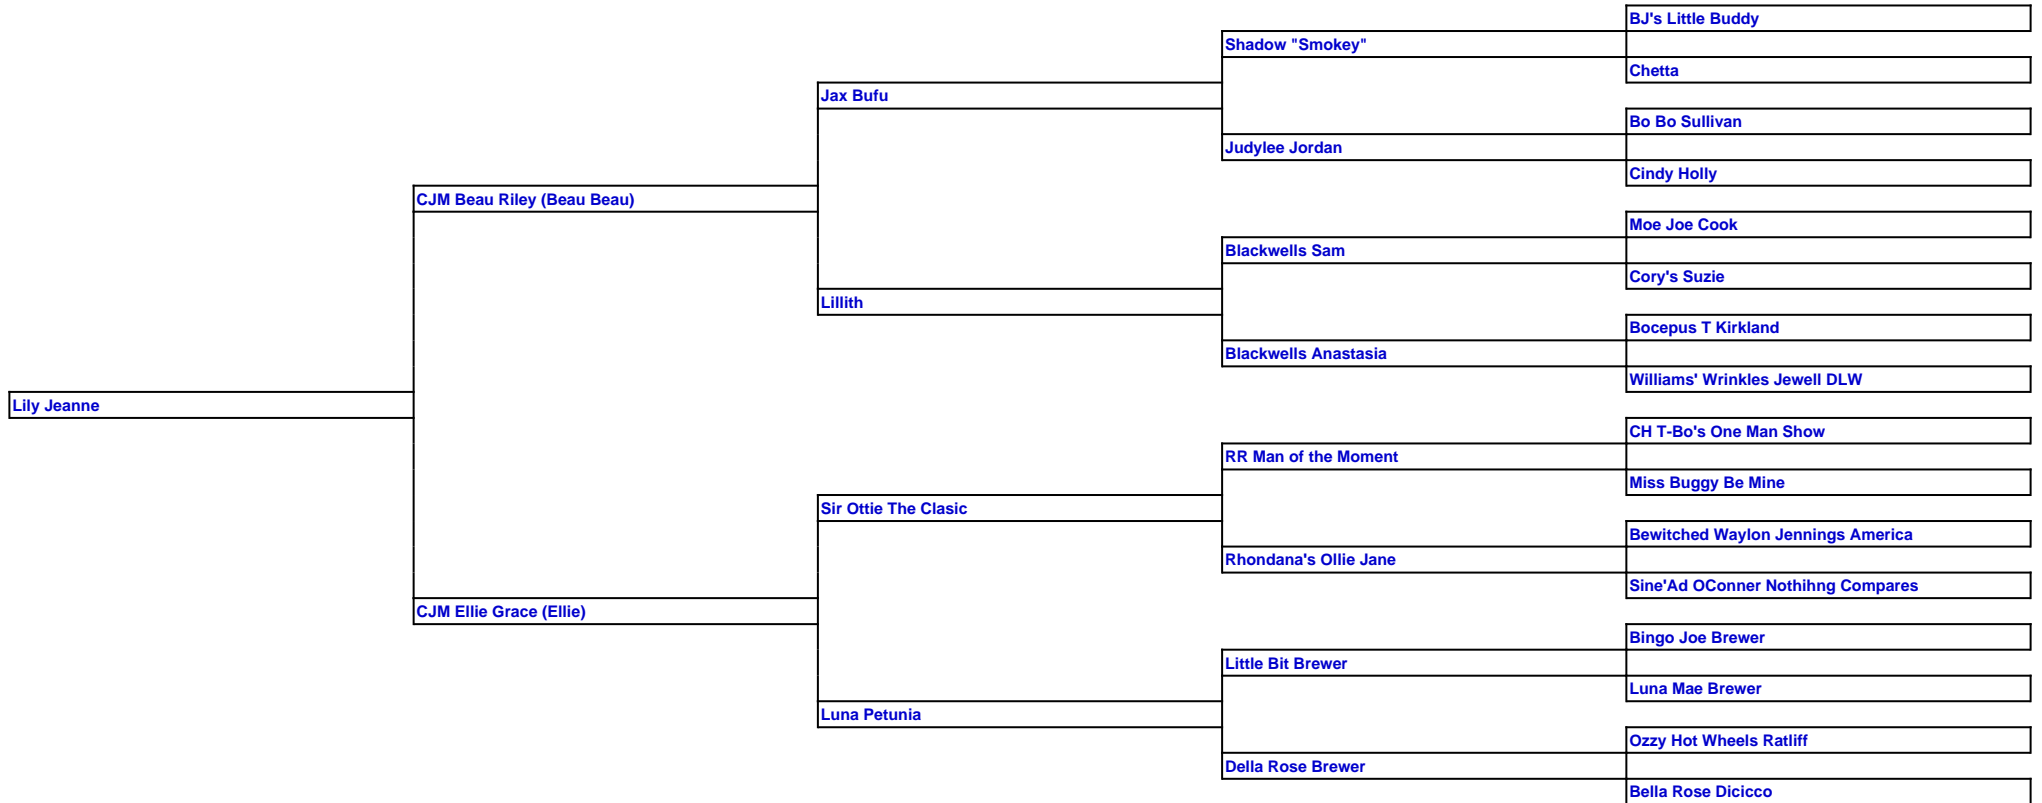 BJ's Little Buddy
Shadow "Smokey"
Chetta
Jax Bufu
Bo Bo Sullivan
Judylee Jordan
Cindy Holly
CJM Beau Riley (Beau Beau)
Moe Joe Cook
Blackwells Sam
Cory's Suzie
Lillith
Bocepus T Kirkland
Blackwells Anastasia
Williams' Wrinkles Jewell DLW
Lily Jeanne
CH T-Bo's One Man Show
RR Man of the Moment
Miss Buggy Be Mine
Sir Ottie The Clasic
Bewitched Waylon Jennings America
Rhondana's Ollie Jane
Sine'Ad OConner Nothihng Compares
CJM Ellie Grace (Ellie)
Bingo Joe Brewer
Little Bit Brewer
Luna Mae Brewer
Luna Petunia
Ozzy Hot Wheels Ratliff
Della Rose Brewer
Bella Rose Dicicco